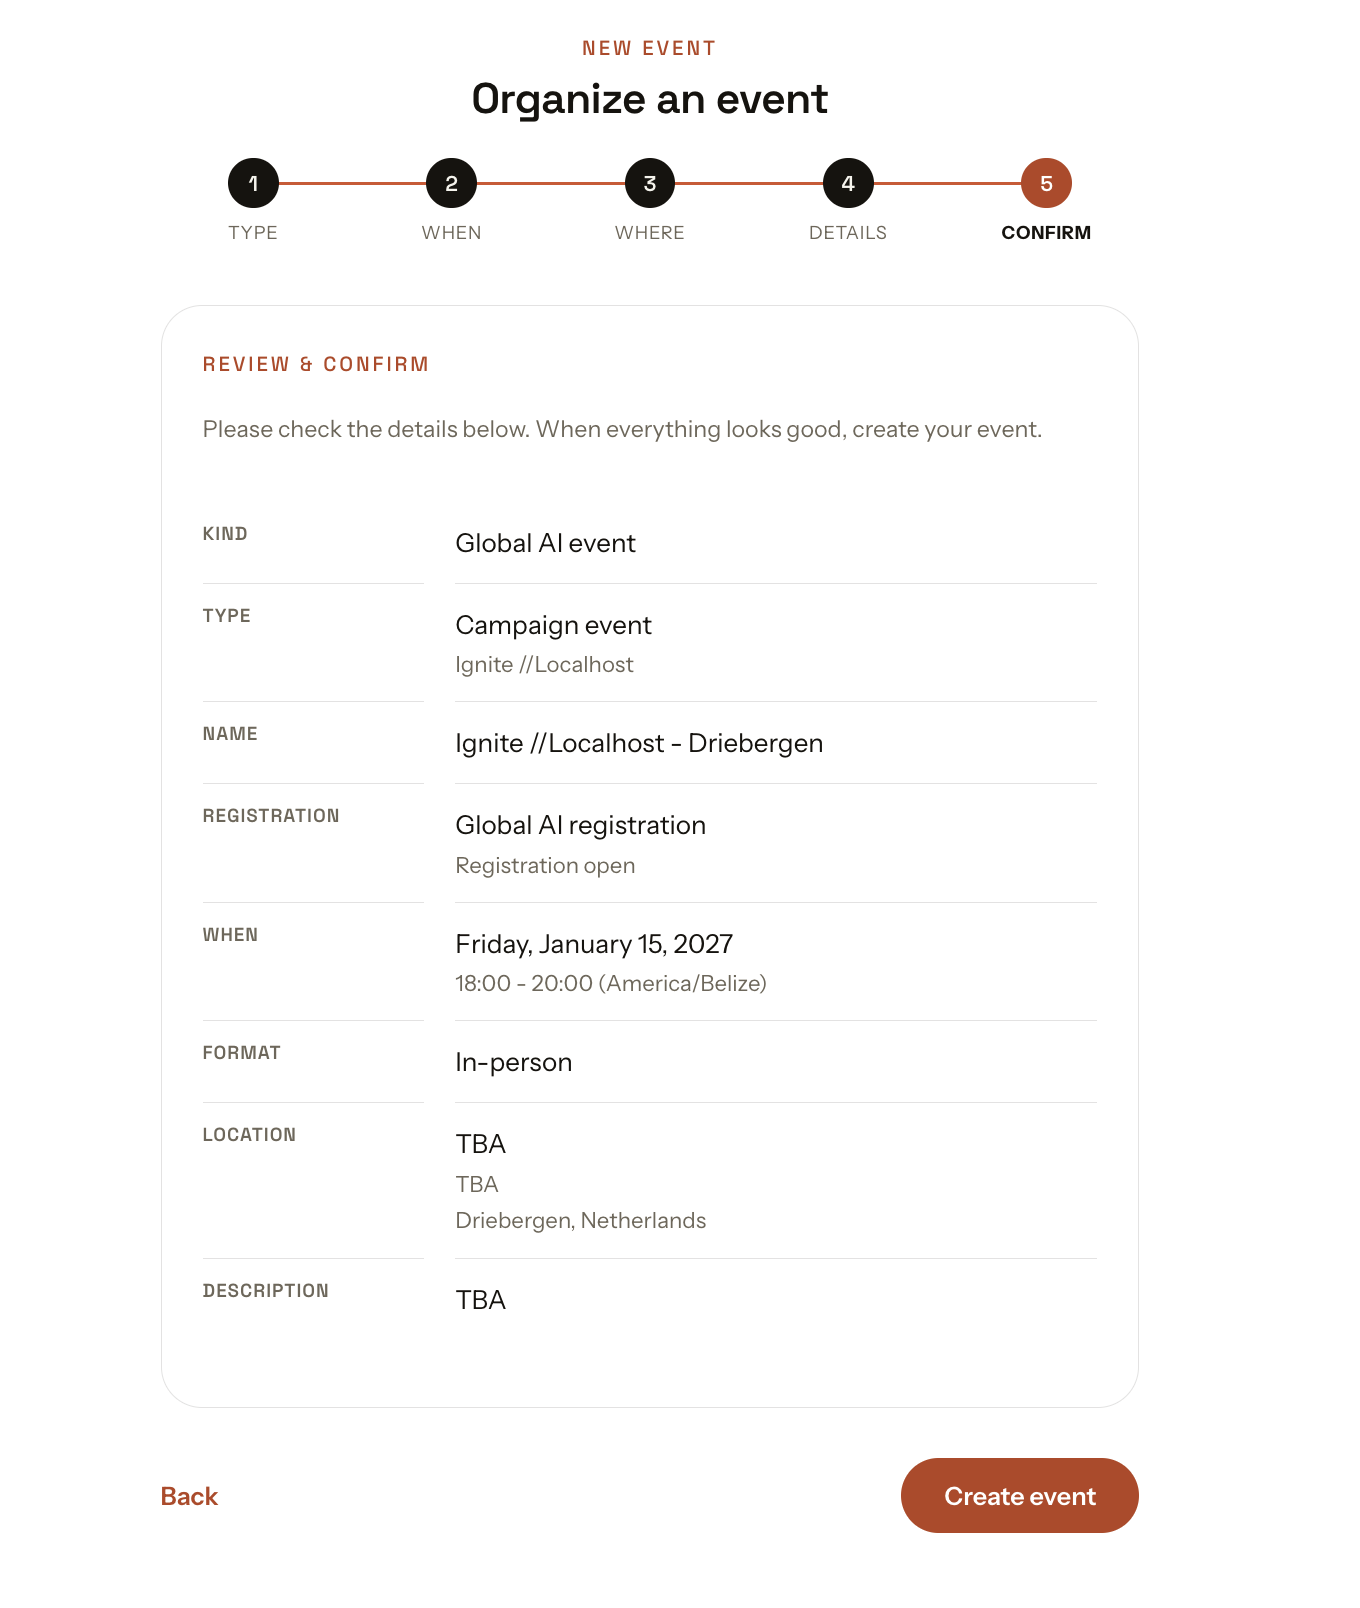 NEW EVENT
Organize an event
1 2 3 4 5
TYPE WHEN WHERE DETAILS CONFIRM
REVIEW & CONFIRM
Please check the details below. When everything looks good, create your event.
KIND
Global AI event
TYPE
Campaign event
Ignite //Localhost
NAME
Ignite //Localhost - Driebergen
REGISTRATION
Global AI registration
Registration open
WHEN
Friday, January 15, 2027
18:00 - 20:00 (America/Belize)
FORMAT
In-person
LOCATION
TBA
TBA
Driebergen, Netherlands
DESCRIPTION
TBA
Back
Create event